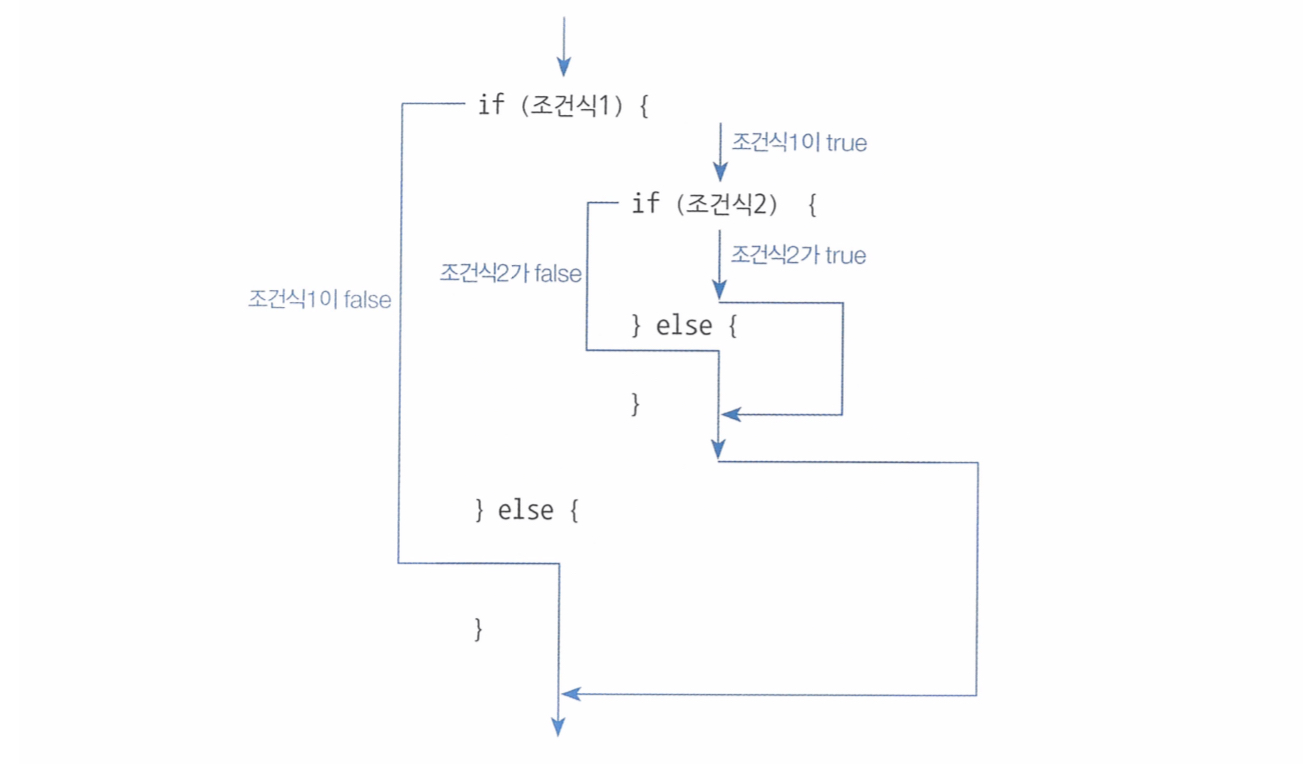 if (조건식1) {
조건식1이 true
if (조건식2) {
조건식2가 true
조건식2가 false
조건식1이 false
} else {
}
} else {
}